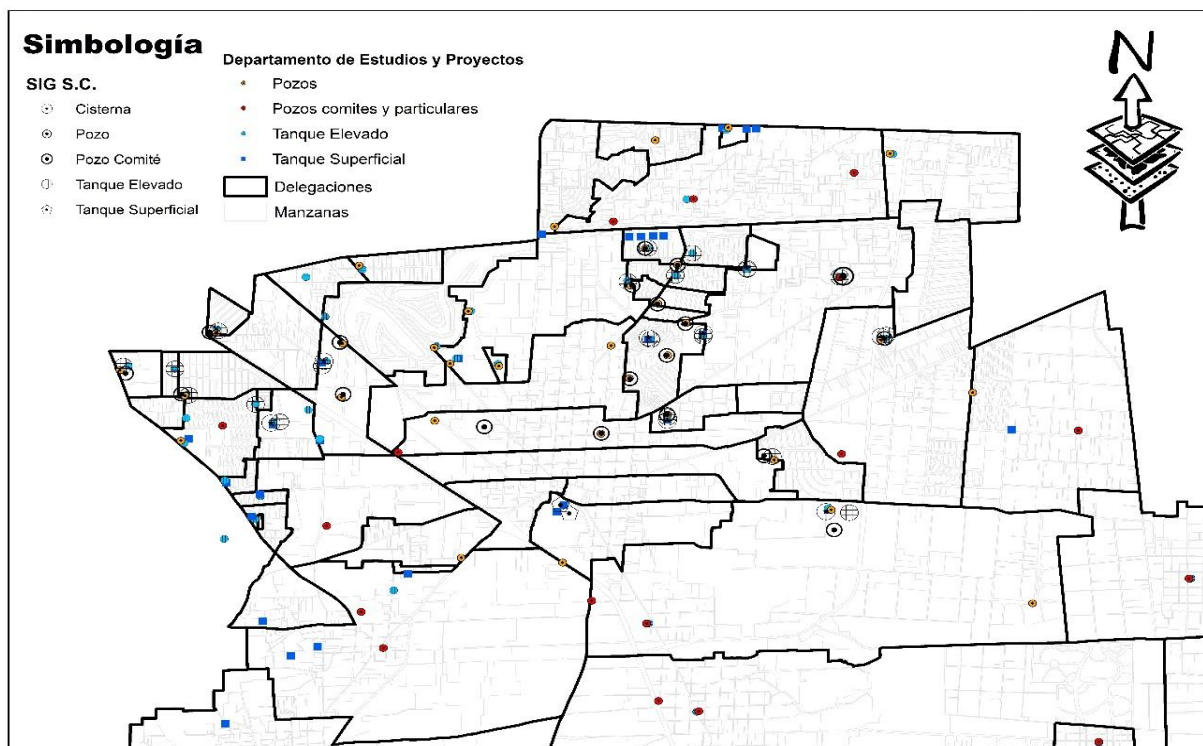 Simbología
SIG S.C.
Cisterna
Pozo
Pozo Comité
Tanque Elevado
Tanque Superficial
Departamento de Estudios y Proyectos
Pozos
Pozos comites y particulares
Tanque Elevado
Tanque Superficial
Delegaciones
Manzanas
N